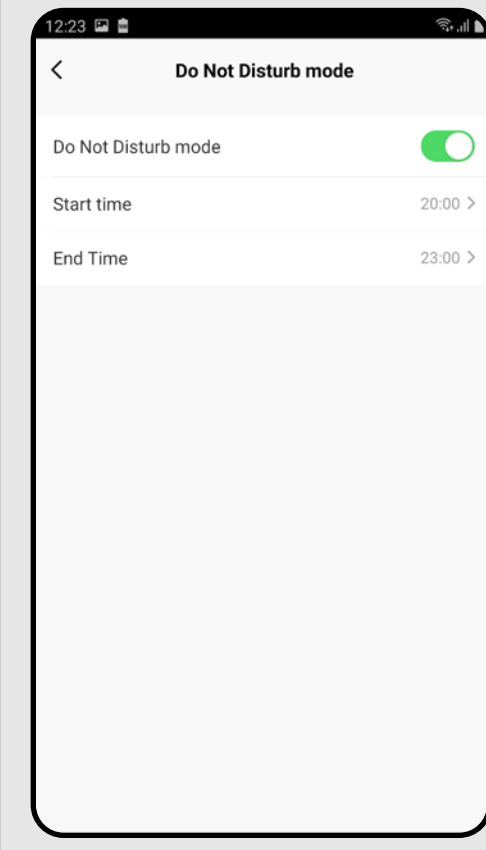 12:23
Do Not Disturb mode
Do Not Disturb mode
Start time 20:00
End Time 23:00